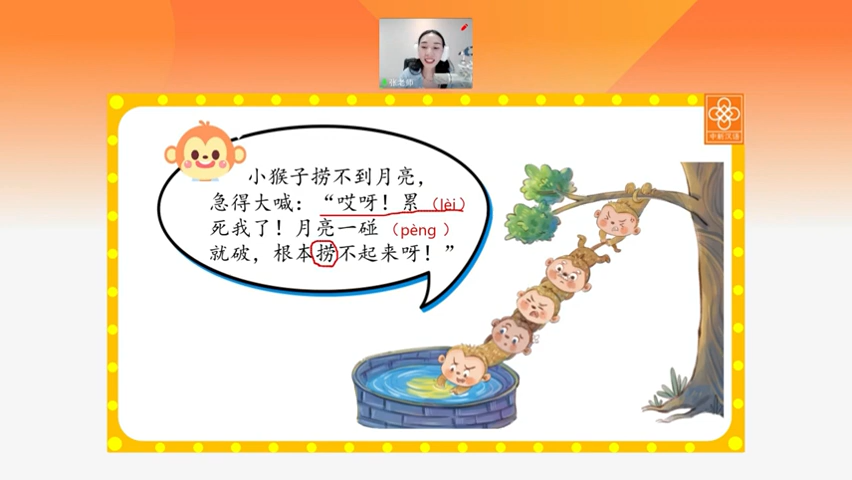 张老师
中新汉语
小猴子捞不到月亮，
急得大喊：“哎呀！累（lèi）
死我了！月亮一碰（pèng ）
就破，根本捞不起来呀！”